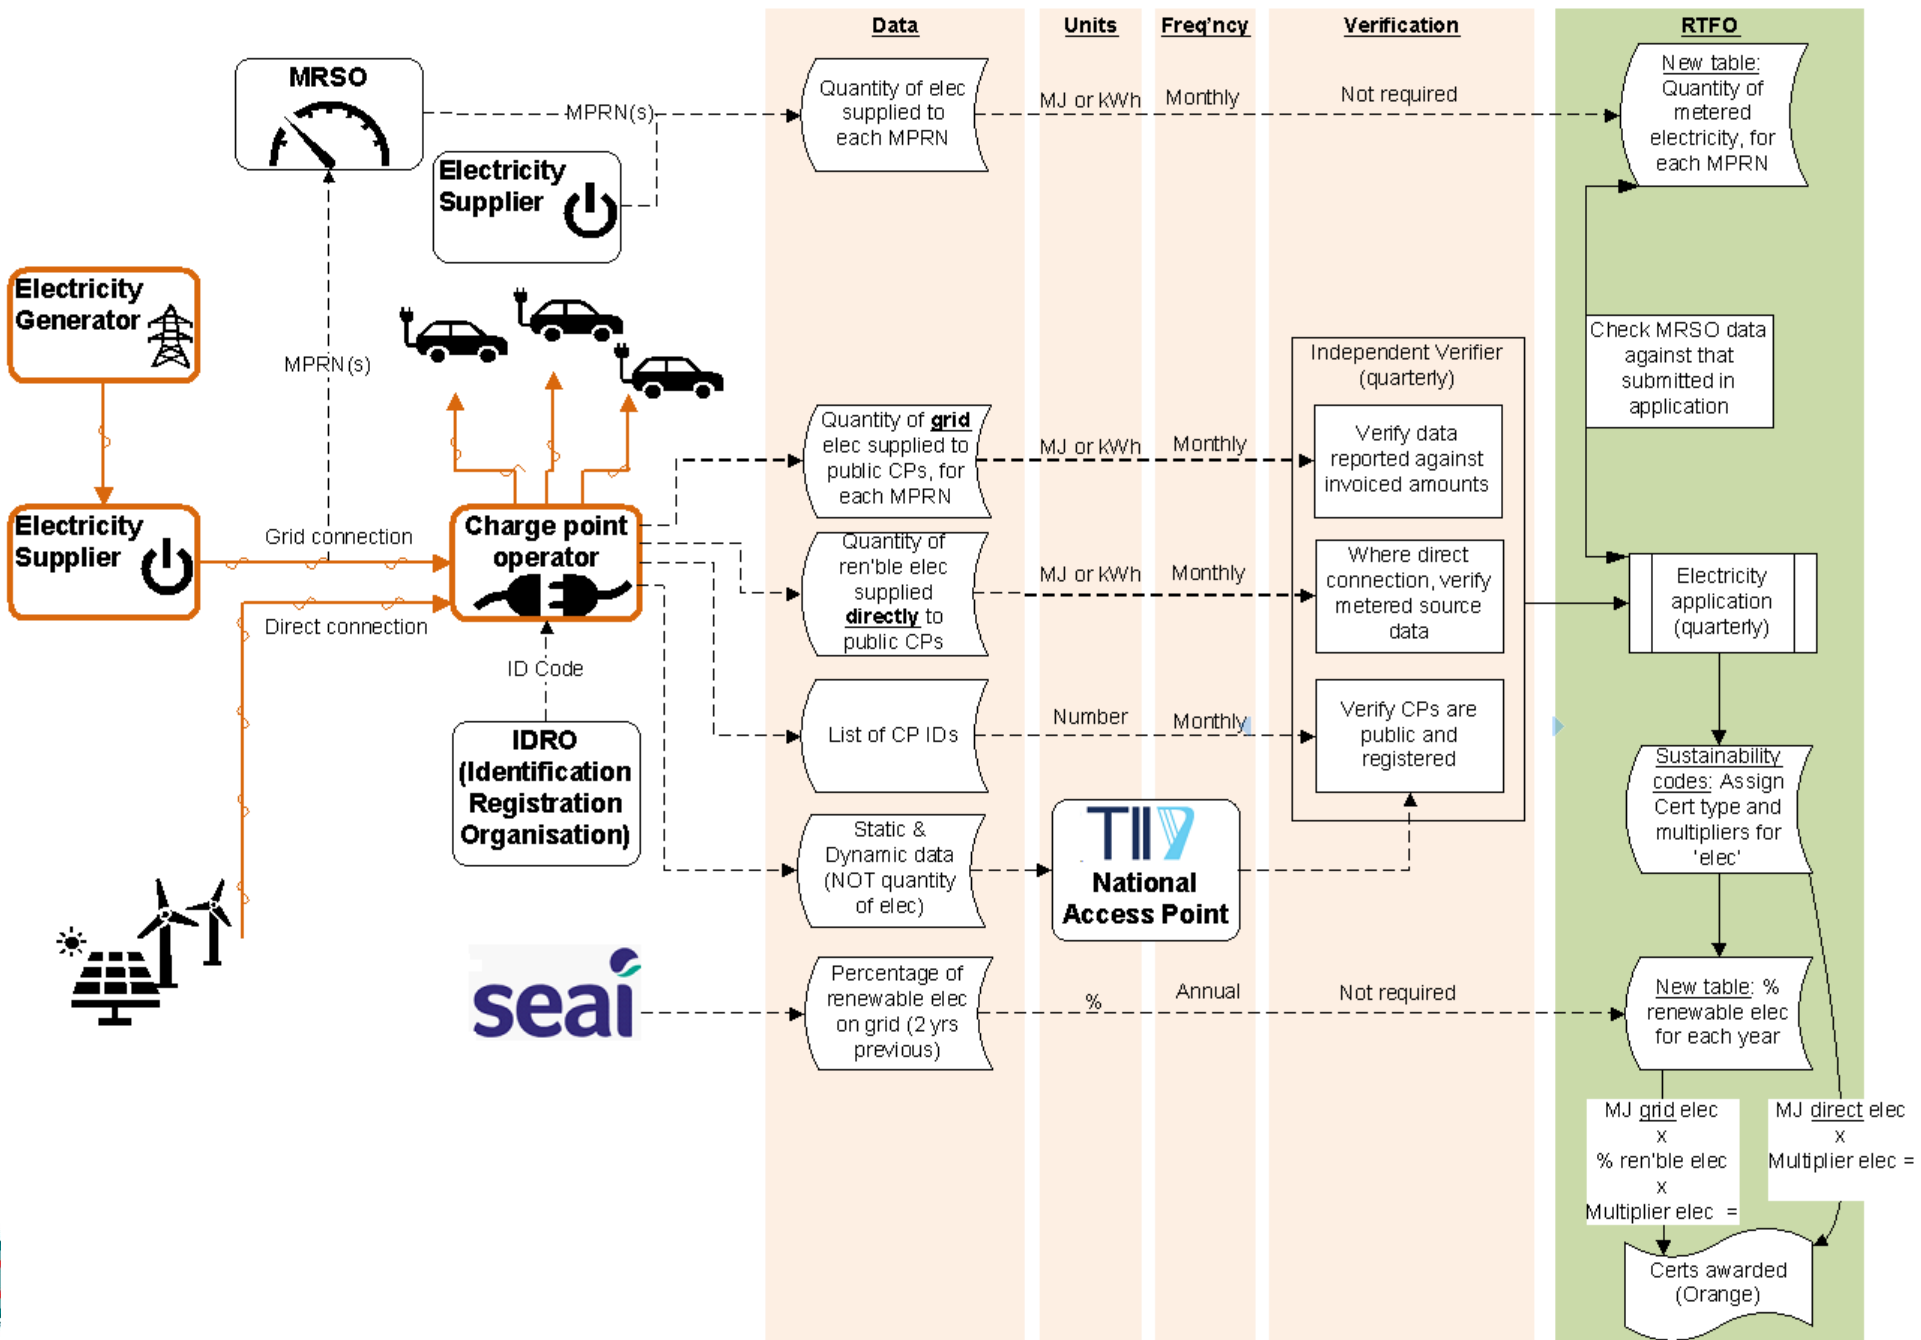 Data
Units
Freq'ncy
Verification
RTFO
MRSO
MPRN(s)
Electricity
Supplier
Quantity of elec
supplied to
each MPRN
MJ or kWh
Monthly
Not required
New table:
Quantity of
metered
electricity, for
each MPRN
Electricity
Generator
MPRN(s)
Check MRSO data
against that
submitted in
application
Independent Verifier
(quarterly)
Quantity of grid
elec supplied to
public CPs, for
each MPRN
MJ or kWh
Monthly
Verify data
reported against
invoiced amounts
Electricity
Supplier
Grid connection
Charge point
operator
Direct connection
Quantity of
ren'ble elec
supplied
directly to
public CPs
MJ or kWh
Monthly
Where direct
connection, verify
metered source
data
Electricity
application
(quarterly)
ID Code
IDRO
(Identification
Registration
Organisation)
List of CP IDs
Number
Monthly
Verify CPs are
public and
registered
Sustainability
codes: Assign
Cert type and
multipliers for
'elec'
Static &
Dynamic data
(NOT quantity
of elec)
TII
National
Access Point
seai
Percentage of
renewable elec
on grid (2 yrs
previous)
%
Annual
Not required
New table: %
renewable elec
for each year
MJ grid elec
x
% ren'ble elec
x
Multiplier elec =
MJ direct elec
x
Multiplier elec =
Certs awarded
(Orange)